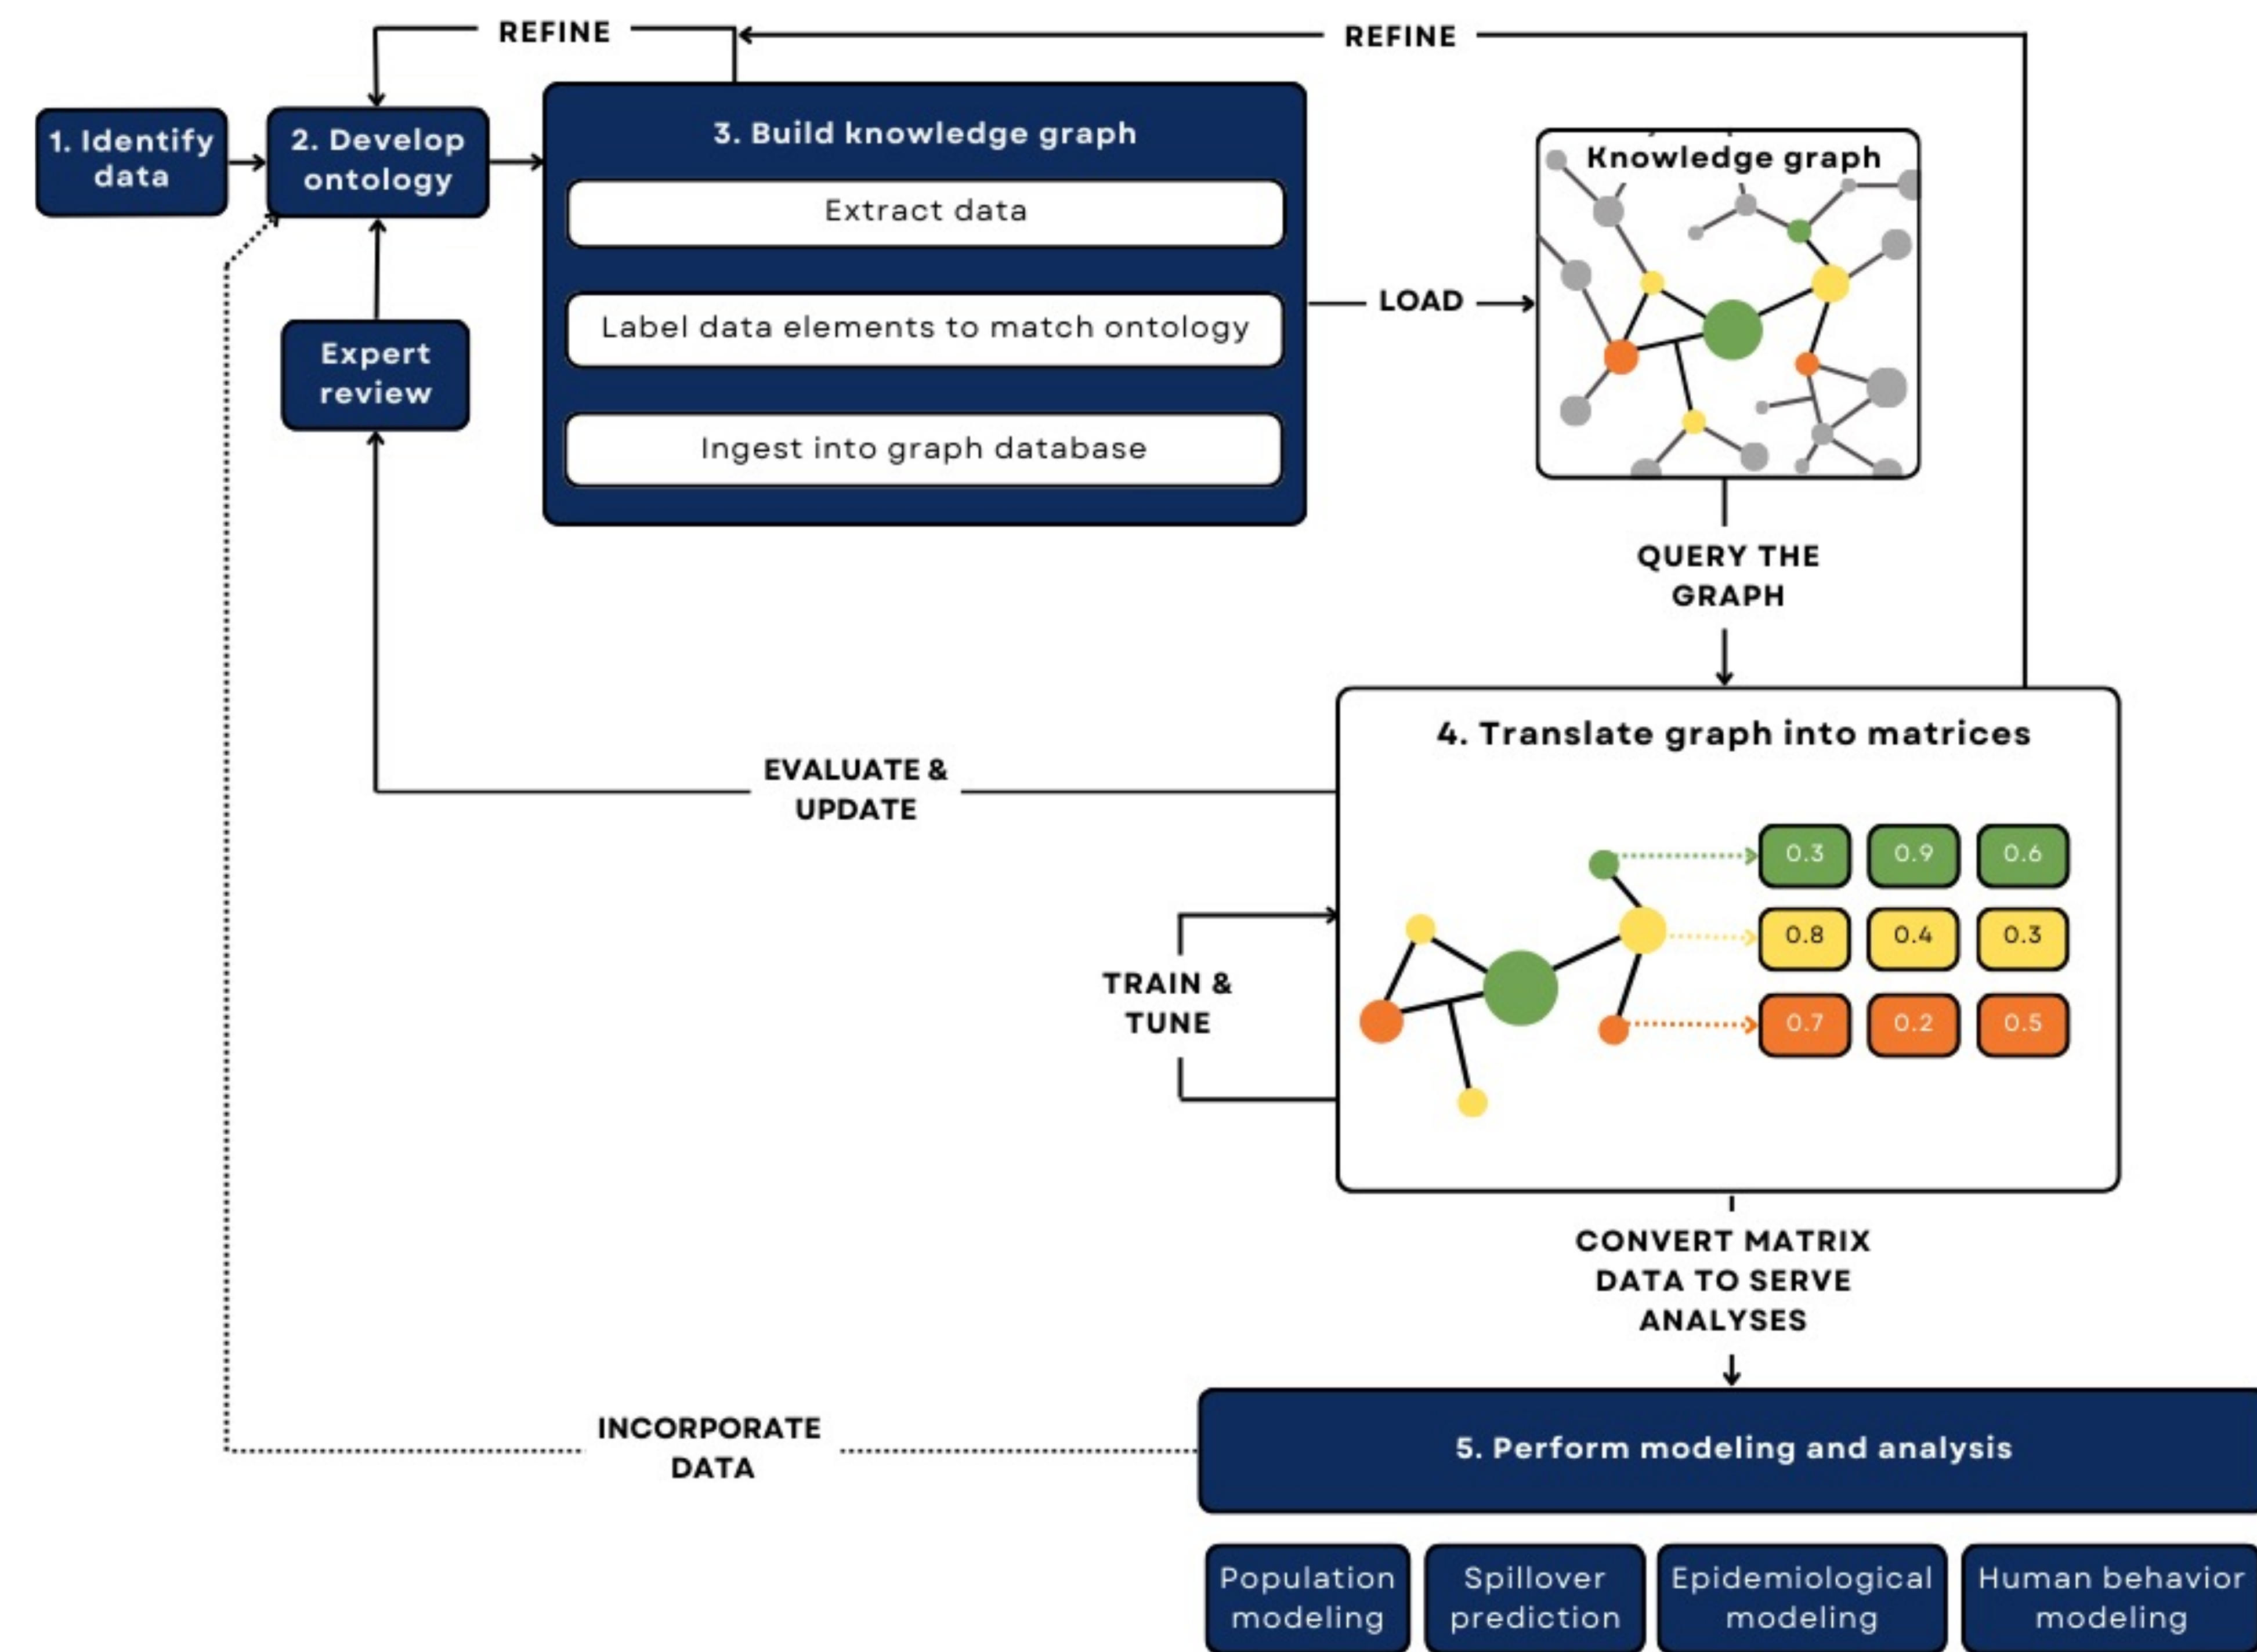 REFINE
REFINE
1. Identify
data
2. Develop
ontology
3. Build knowledge graph
Extract data
Label data elements to match ontology
Ingest into graph database
Expert
review
LOAD
Knowledge graph
QUERY THE
GRAPH
4. Translate graph into matrices
EVALUATE &
UPDATE
0.3 0.9 0.6
0.8 0.4 0.3
0.7 0.2 0.5
TRAIN &
TUNE
CONVERT MATRIX
DATA TO SERVE
ANALYSES
INCORPORATE
DATA
5. Perform modeling and analysis
Population
modeling
Spillover
prediction
Epidemiological
modeling
Human behavior
modeling